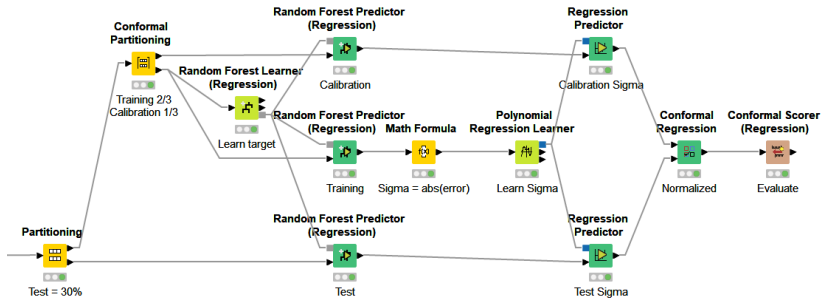 Random Forest Predictor
(Regression)
Calibration
Regression
Predictor
Calibration Sigma
Conformal
Partitioning
Training 2/3
Calibration 1/3
Random Forest Learner
(Regression)
Learn target
Random Forest Predictor
(Regression)
Training
Math Formula
Sigma = abs(error)
Polynomial
Regression Learner
Learn Sigma
Conformal
Regression
Normalized
Conformal Scorer
(Regression)
Evaluate
Partitioning
Test = 30%
Random Forest Predictor
(Regression)
Test
Regression
Predictor
Test Sigma